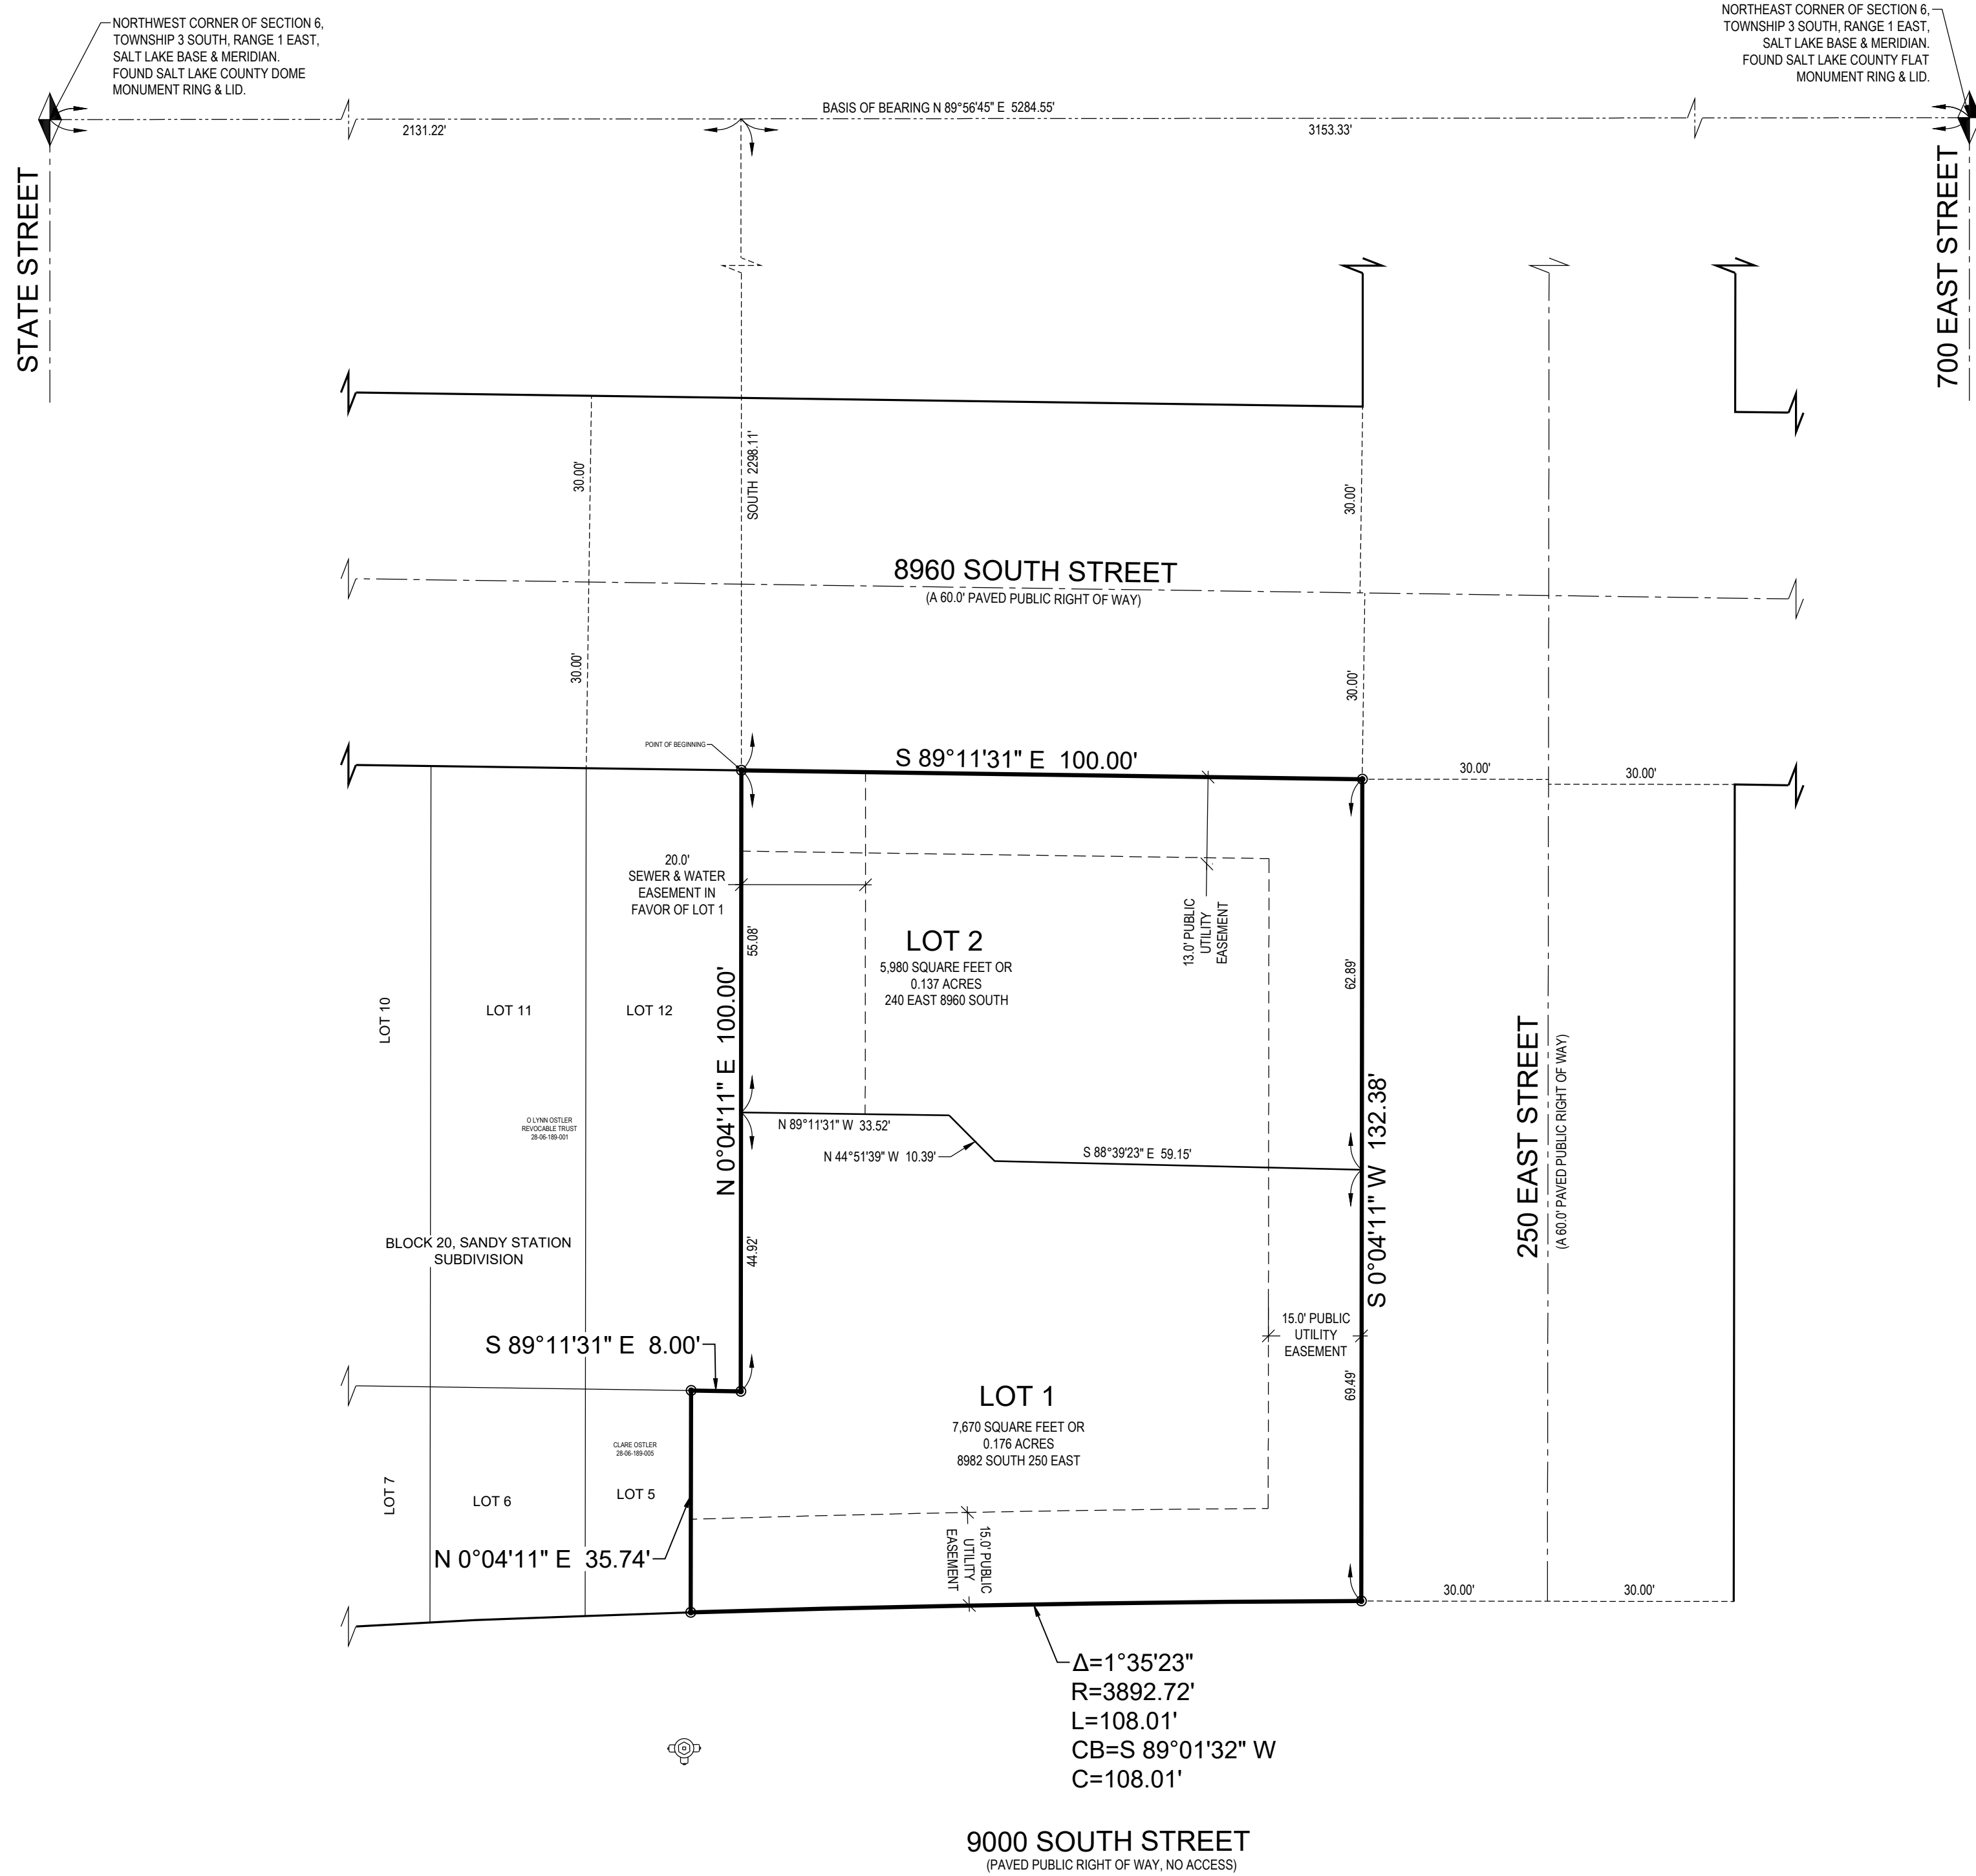 NORTHWEST CORNER OF SECTION 6,
TOWNSHIP 3 SOUTH, RANGE 1 EAST,
SALT LAKE BASE & MERIDIAN.
FOUND SALT LAKE COUNTY DOME
MONUMENT RING & LID.
NORTHEAST CORNER OF SECTION 6,
TOWNSHIP 3 SOUTH, RANGE 1 EAST,
SALT LAKE BASE & MERIDIAN.
FOUND SALT LAKE COUNTY FLAT
MONUMENT RING & LID.
BASIS OF BEARING N 89°56'45" E 5284.55'
2131.22'
3153.33'
STATE STREET
700 EAST STREET
SOUTH 2298.11'
30.00'
30.00'
8960 SOUTH STREET
(A 60.0' PAVED PUBLIC RIGHT OF WAY)
30.00'
30.00'
POINT OF BEGINNING
S 89°11'31" E 100.00'
30.00'
30.00'
20.0'
SEWER & WATER
EASEMENT IN
FAVOR OF LOT 1
55.08'
13.0' PUBLIC
UTILITY
EASEMENT
LOT 2
5,980 SQUARE FEET OR
0.137 ACRES
240 EAST 8960 SOUTH
62.89'
LOT 10
LOT 11
LOT 12
N 0°04'11" E 100.00'
O LYNN OSTLER
REVOCABLE TRUST
28-06-189-001
N 89°11'31" W 33.52'
N 44°51'39" W 10.39'
S 88°39'23" E 59.15'
S 0°04'11" W 132.38'
250 EAST STREET
(A 60.0' PAVED PUBLIC RIGHT OF WAY)
BLOCK 20, SANDY STATION
SUBDIVISION
44.92'
15.0' PUBLIC
UTILITY
EASEMENT
S 89°11'31" E 8.00'
69.49'
LOT 1
7,670 SQUARE FEET OR
0.176 ACRES
8982 SOUTH 250 EAST
CLARE OSTLER
28-06-189-005
LOT 7
LOT 6
LOT 5
N 0°04'11" E 35.74'
15.0' PUBLIC
UTILITY
EASEMENT
30.00'
30.00'
Δ=1°35'23"
R=3892.72'
L=108.01'
CB=S 89°01'32" W
C=108.01'
9000 SOUTH STREET
(PAVED PUBLIC RIGHT OF WAY, NO ACCESS)